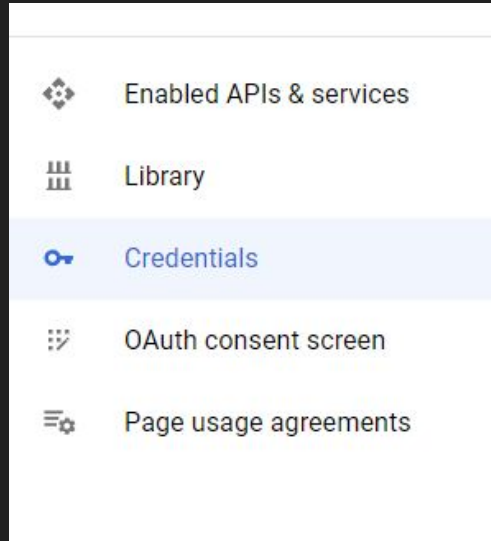 Enabled APIs & services
Library
Credentials
OAuth consent screen
Page usage agreements